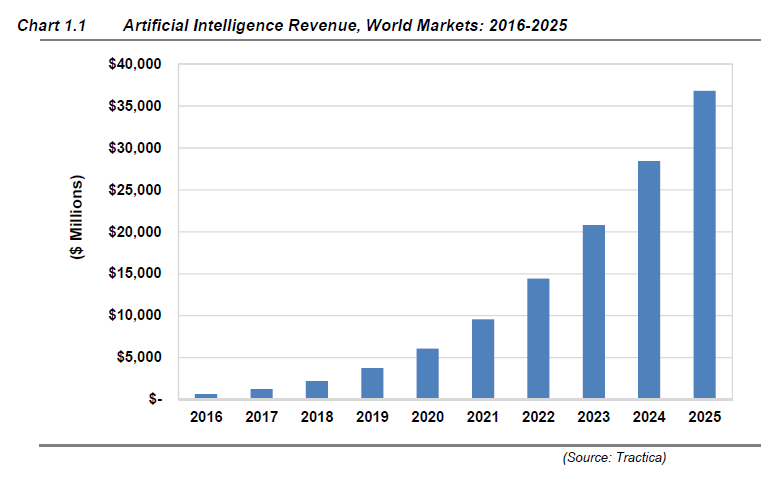 Chart 1.1 Artificial Intelligence Revenue, World Markets: 2016-2025
$40,000
$35,000
$30,000
$25,000
$20,000
$15,000
$10,000
$5,000
$-
($ Millions)
2016 2017 2018 2019 2020 2021 2022 2023 2024 2025
(Source: Tractica)